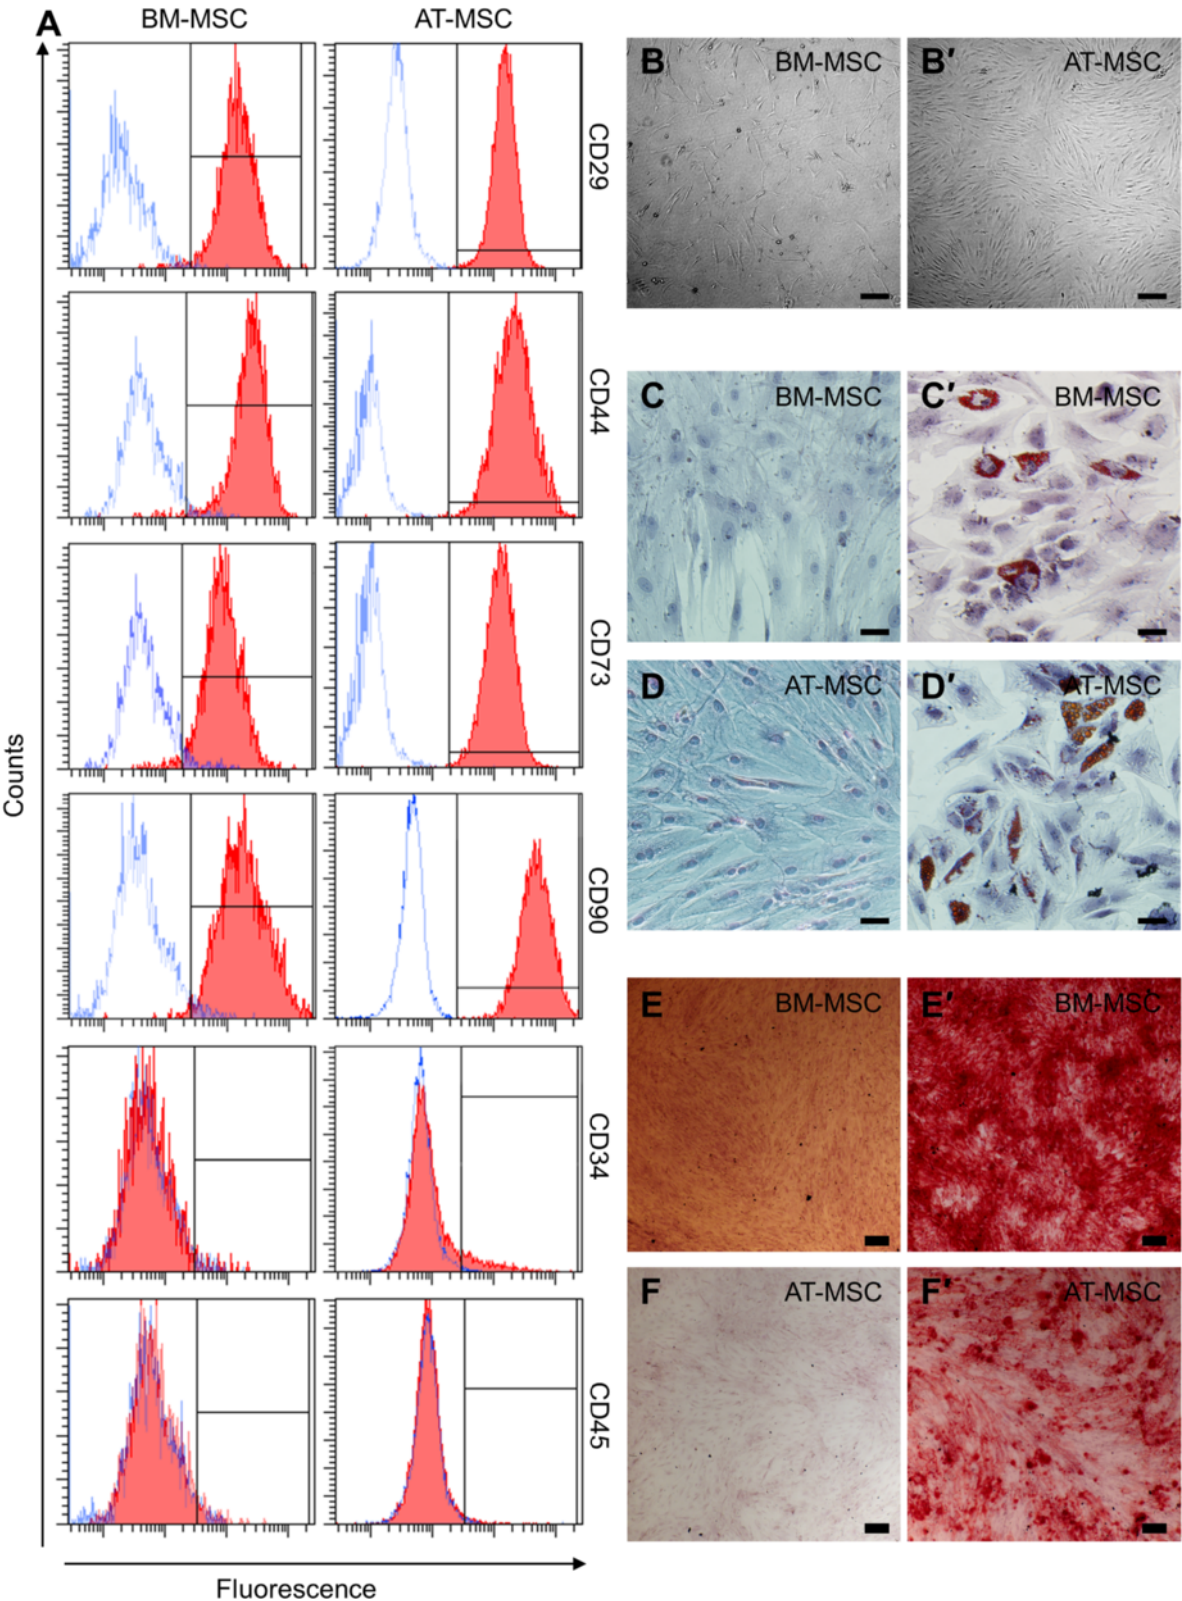 A
BM-MSC
AT-MSC
CD29
CD44
CD73
CD90
CD34
CD45
Counts
Fluorescence
B
BM-MSC
B′
AT-MSC
C
BM-MSC
C′
BM-MSC
D
AT-MSC
D′
AT-MSC
E
BM-MSC
E′
BM-MSC
F
AT-MSC
F′
AT-MSC